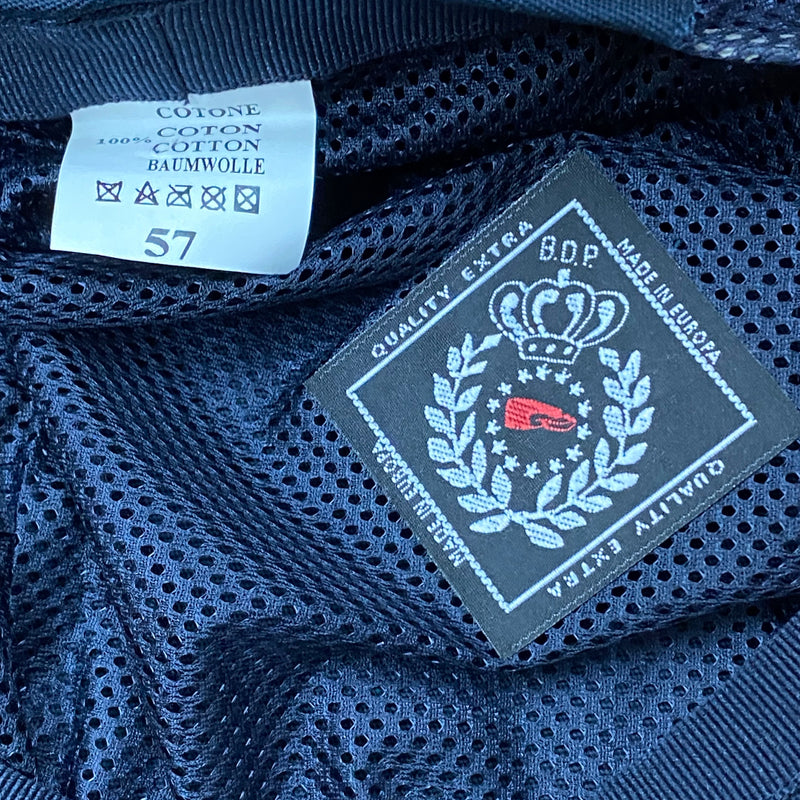 COTONE
100% COTON
COTTON
BAUMWOLLE
57
B.D.P.
QUALITY EXTRA
MADE IN EUROPA
MADE IN EUROPA
QUALITY EXTRA